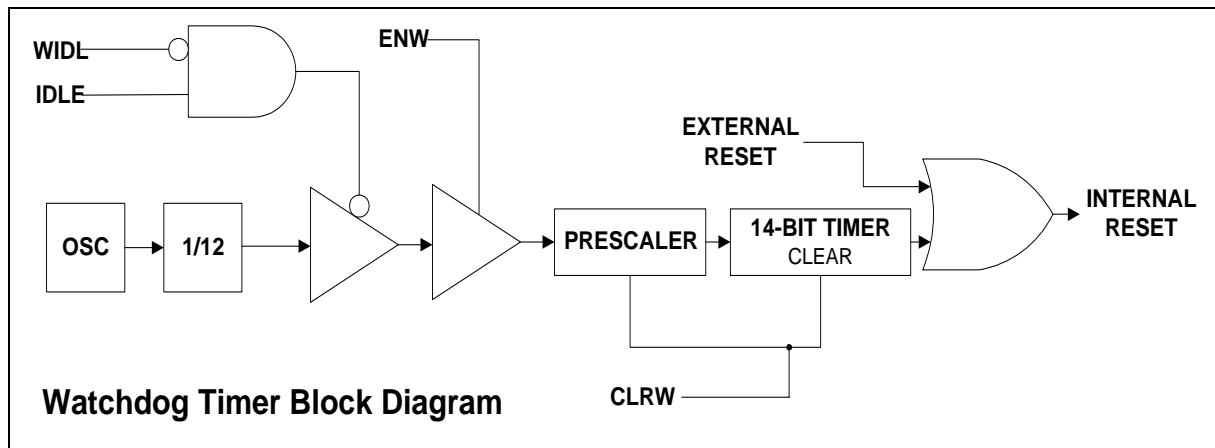 WIDL
IDLE
ENW
EXTERNAL
RESET
INTERNAL
RESET
OSC
1/12
PRESCALER
14-BIT TIMER
CLEAR
CLRW
Watchdog Timer Block Diagram